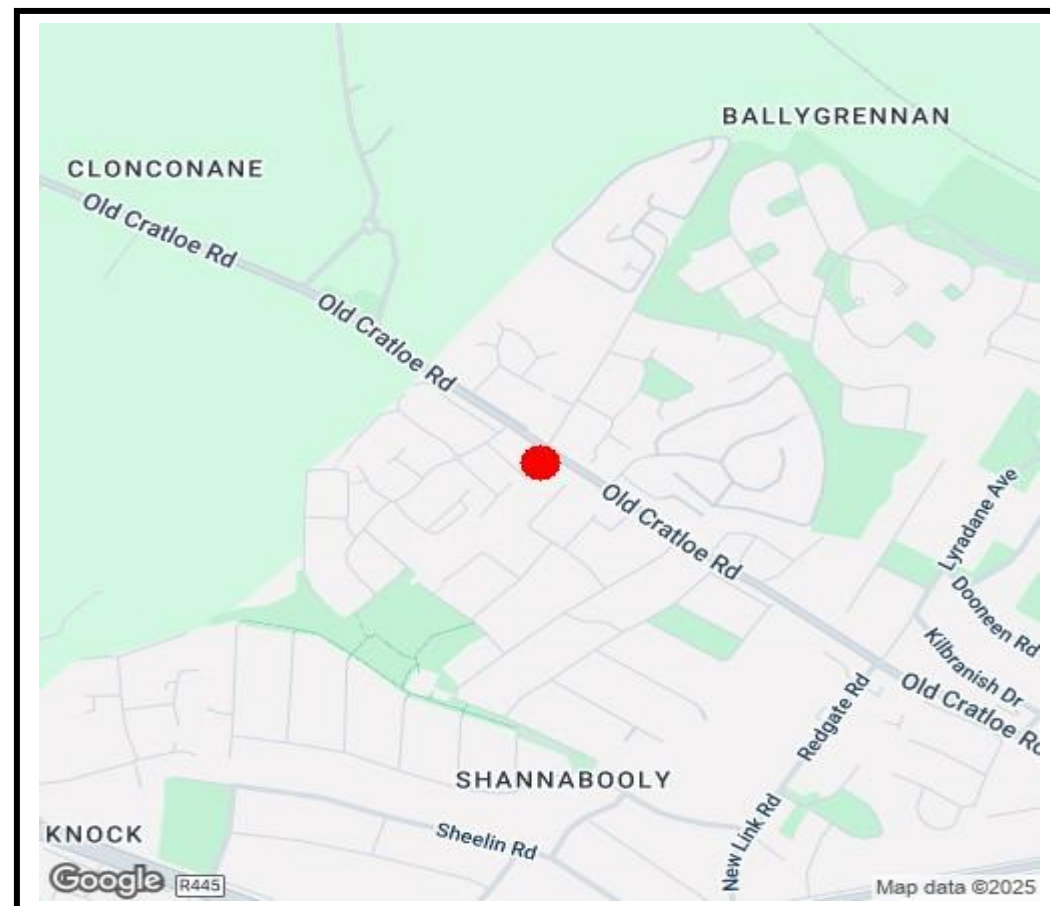 BALLYGRENNAN
CLONCONANE
Old Cratloe Rd
Old Cratloe Rd
Old Cratloe Rd
Lyradane Ave
Dooneen Rd
Kilbranish Dr
Old Cratloe Rd
Redgate Rd
SHANNABOOLY
New Link Rd
KNOCK
Sheelin Rd
Google
R445
Map data ©2025